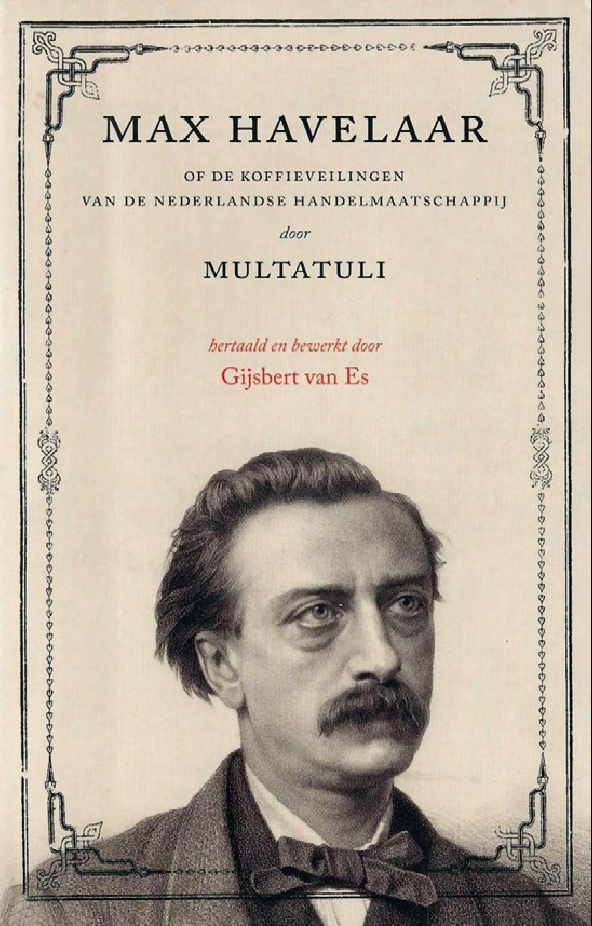 MAX HAVELAAR
OF DE KOFFIEVEILINGEN
VAN DE NEDERLANDSE HANDELMAATSCHAPPIJ
door
MULTATULI
hertaald en bewerkt door
Gijsbert van Es